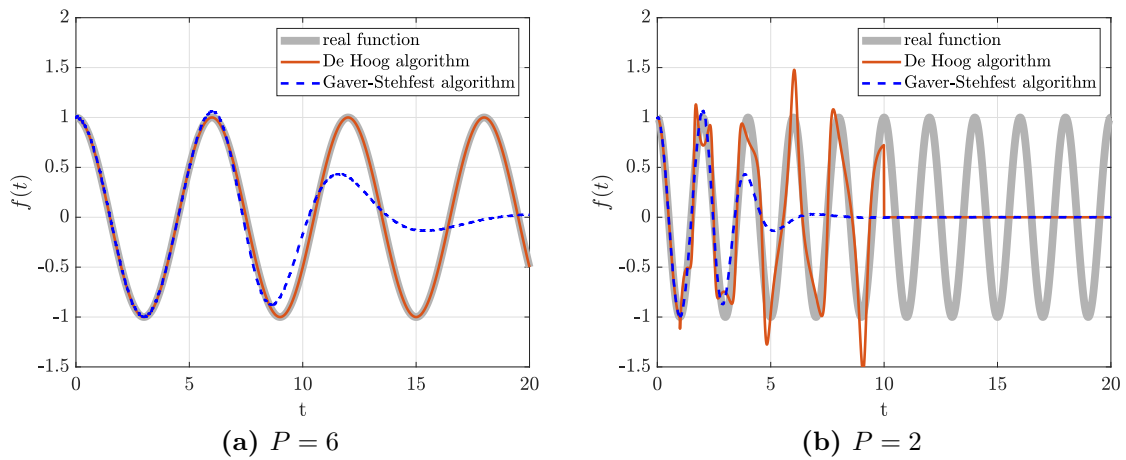 2
1.5
1
0.5
0
-0.5
-1
-1.5
f(t)
real function
De Hoog algorithm
Gaver-Stehfest algorithm
0 5 10 15 20
t
(a) P = 6
2
1.5
1
0.5
0
-0.5
-1
-1.5
f(t)
real function
De Hoog algorithm
Gaver-Stehfest algorithm
0 5 10 15 20
t
(b) P = 2